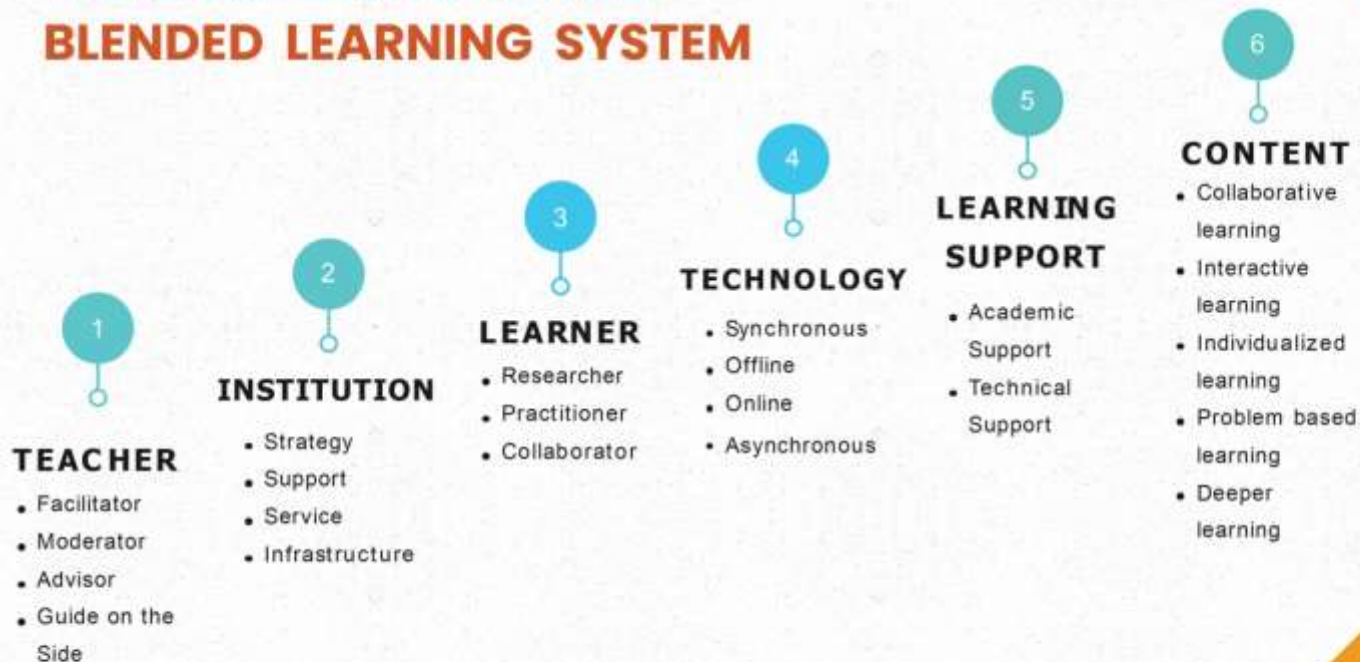 BLENDED LEARNING SYSTEM
1
TEACHER
• Facilitator
• Moderator
• Advisor
• Guide on the
Side
2
INSTITUTION
• Strategy
• Support
• Service
• Infrastructure
3
LEARNER
• Researcher
• Practitioner
• Collaborator
4
TECHNOLOGY
• Synchronous
• Offline
• Online
• Asynchronous
5
LEARNING
SUPPORT
• Academic
Support
• Technical
Support
6
CONTENT
• Collaborative
learning
• Interactive
learning
• Individualized
learning
• Problem based
learning
• Deeper
learning